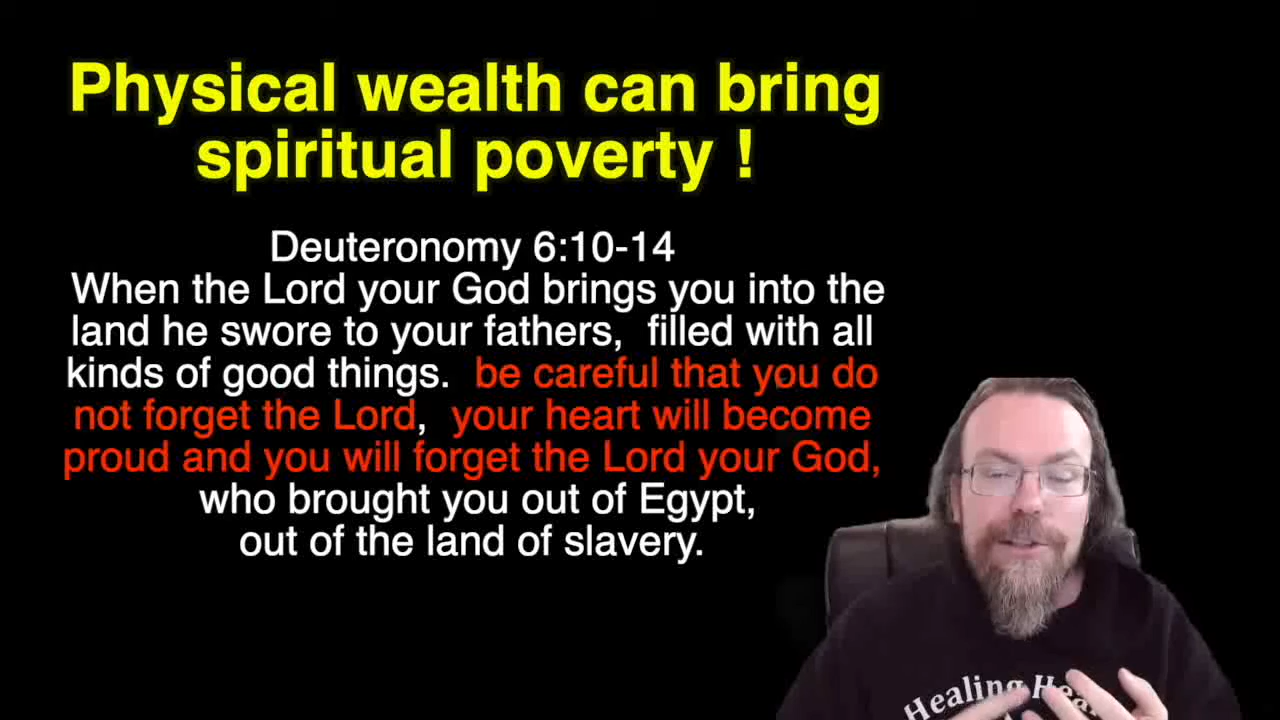 Physical wealth can bring
spiritual poverty !
Deuteronomy 6:10-14
When the Lord your God brings you into the
land he swore to your fathers, filled with all
kinds of good things. be careful that you do
not forget the Lord, your heart will become
proud and you will forget the Lord your God,
who brought you out of Egypt,
out of the land of slavery.
Healing